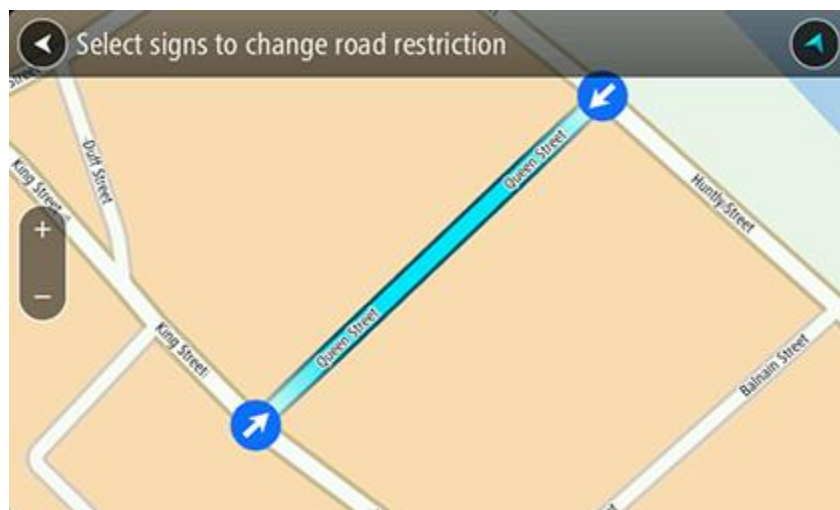 Select signs to change road restriction
Duff Street
King Street
Queen Street
Huntly Street
Queen Street
King Street
Balnain Street